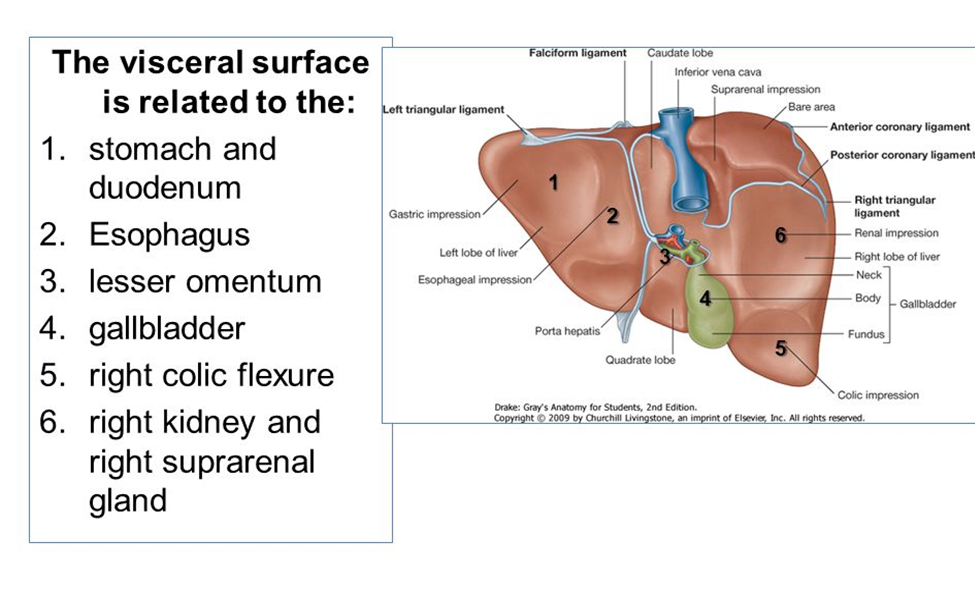 The visceral surface
is related to the:
1. stomach and
duodenum
2. Esophagus
3. lesser omentum
4. gallbladder
5. right colic flexure
6. right kidney and
right suprarenal
gland
Falciform ligament
Caudate lobe
Inferior vena cava
Suprarenal impression
Bare area
Left triangular ligament
Anterior coronary ligament
Posterior coronary ligament
Right triangular
ligament
Gastric impression
Renal impression
Left lobe of liver
Right lobe of liver
Esophageal impression
Neck
Body
Gallbladder
Fundus
Porta hepatis
Quadrate lobe
Colic impression
1
2
3
4
5
6
Drake: Gray's Anatomy for Students, 2nd Edition.
Copyright © 2009 by Churchill Livingstone, an imprint of Elsevier, Inc. All rights reserved.